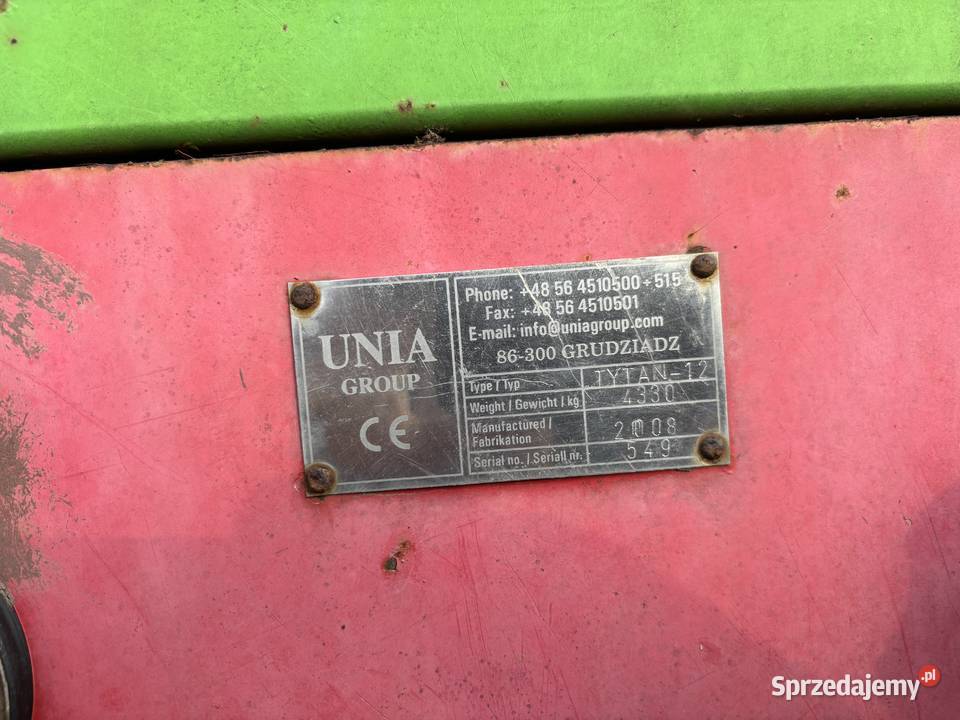 UNIA
GROUP
CE
Phone: +48 56 4510500÷515
Fax: +48 56 4510501
E-mail: info@uniagroup.com
86-300 GRUDZIADZ
Type / Typ TYTAN-12
Weight / Gewicht / kg 4330
Manufactured / Fabrikation 2008
Serial no. / Seriall nr. 549
Sprzedajemy.pl